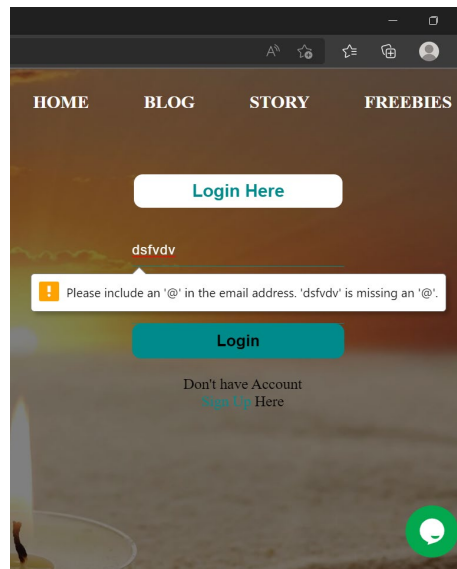 HOME BLOG STORY FREEBIES
Login Here
dsfvdv
Please include an '@' in the email address. 'dsfvdv' is missing an '@'.
Login
Don't have Account
Sign Up Here